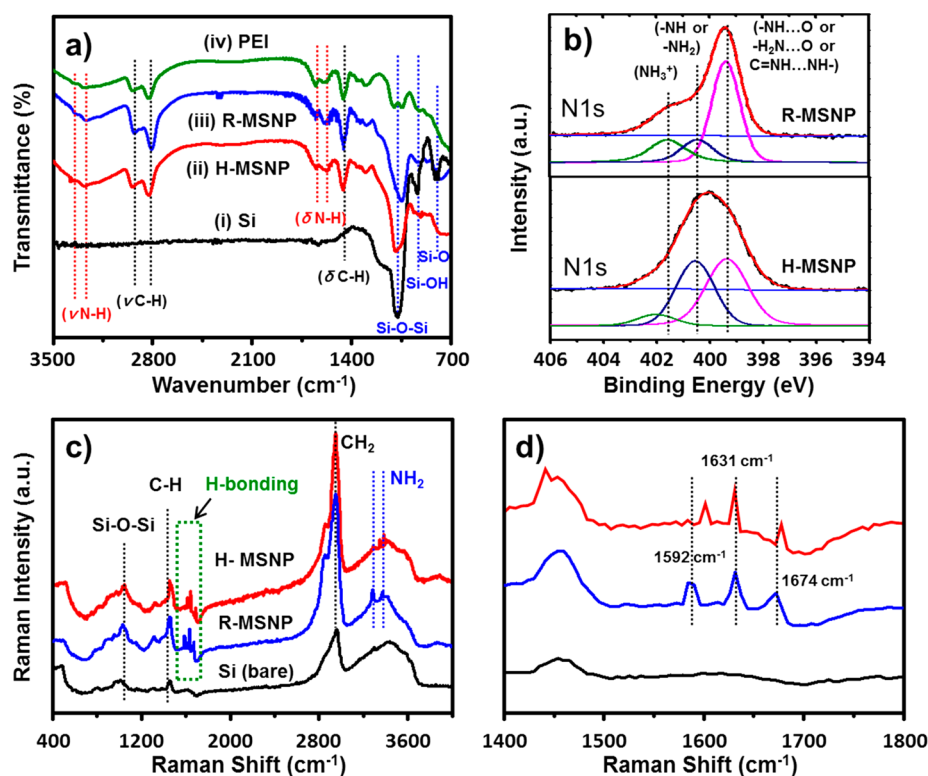 a)
(iv) PEI
(iii) R-MSNP
(ii) H-MSNP
(δ N-H)
(i) Si
(ν N-H)
(ν C-H)
(δ C-H)
Si-O
Si-OH
Si-O-Si
Transmittance (%)
3500 2800 2100 1400 700
Wavenumber (cm-1)
b)
(-NH or
-NH2)
(NH3+)
(-NH...O or
-H2N...O or
C=NH...NH-)
N1s
R-MSNP
N1s
H-MSNP
Intensity (a.u.)
406 404 402 400 398 396 394
Binding Energy (eV)
c)
CH2
C-H
H-bonding
NH2
Si-O-Si
H- MSNP
R-MSNP
Si (bare)
Raman Intensity (a.u.)
400 1200 2000 2800 3600
Raman Shift (cm-1)
d)
1631 cm-1
1592 cm-1
1674 cm-1
1400 1500 1600 1700 1800
Raman Shift (cm-1)